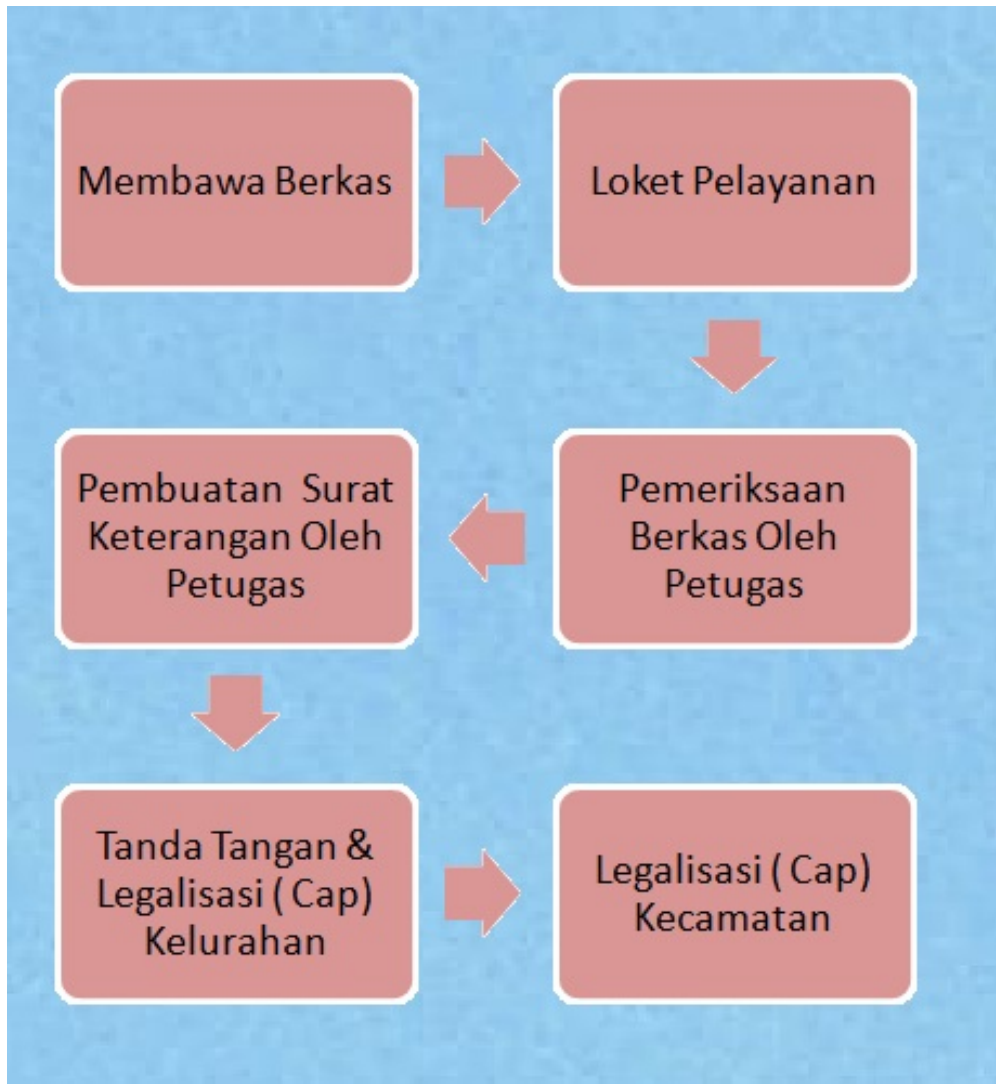 Membawa Berkas
Loket Pelayanan
Pemeriksaan
Berkas Oleh
Petugas
Pembuatan Surat
Keterangan Oleh
Petugas
Tanda Tangan &
Legalisasi ( Cap)
Kelurahan
Legalisasi ( Cap)
Kecamatan